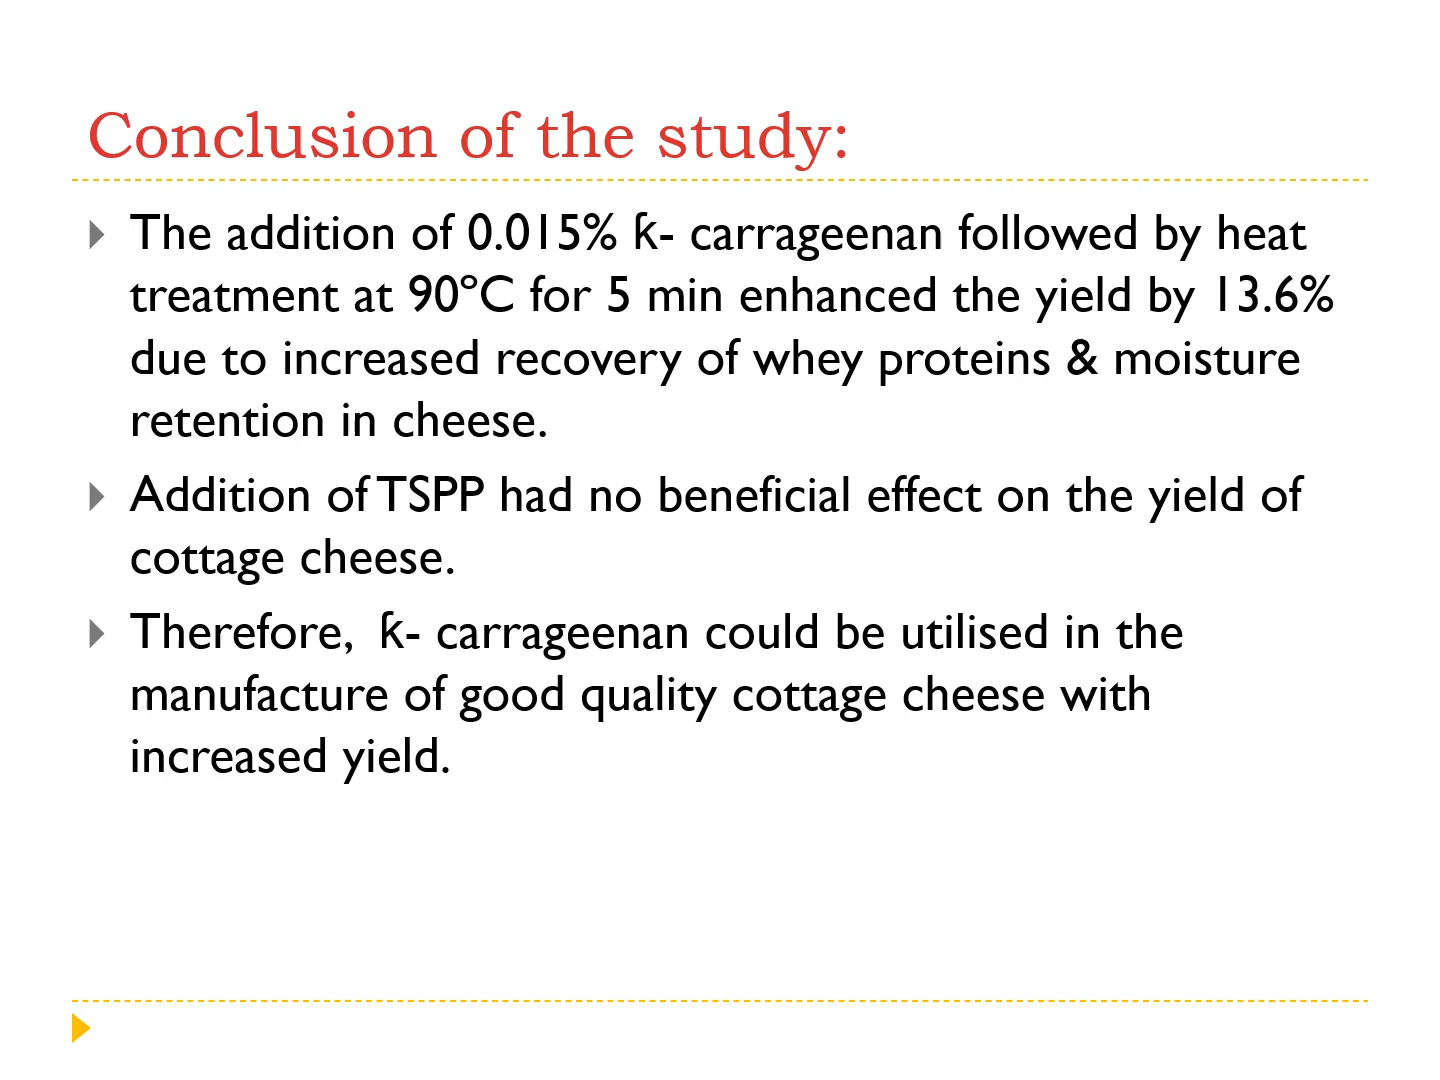 Conclusion of the study:
The addition of 0.015% ƙ- carrageenan followed by heat
treatment at 90ºC for 5 min enhanced the yield by 13.6%
due to increased recovery of whey proteins & moisture
retention in cheese.
Addition of TSPP had no beneficial effect on the yield of
cottage cheese.
Therefore, ƙ- carrageenan could be utilised in the
manufacture of good quality cottage cheese with
increased yield.